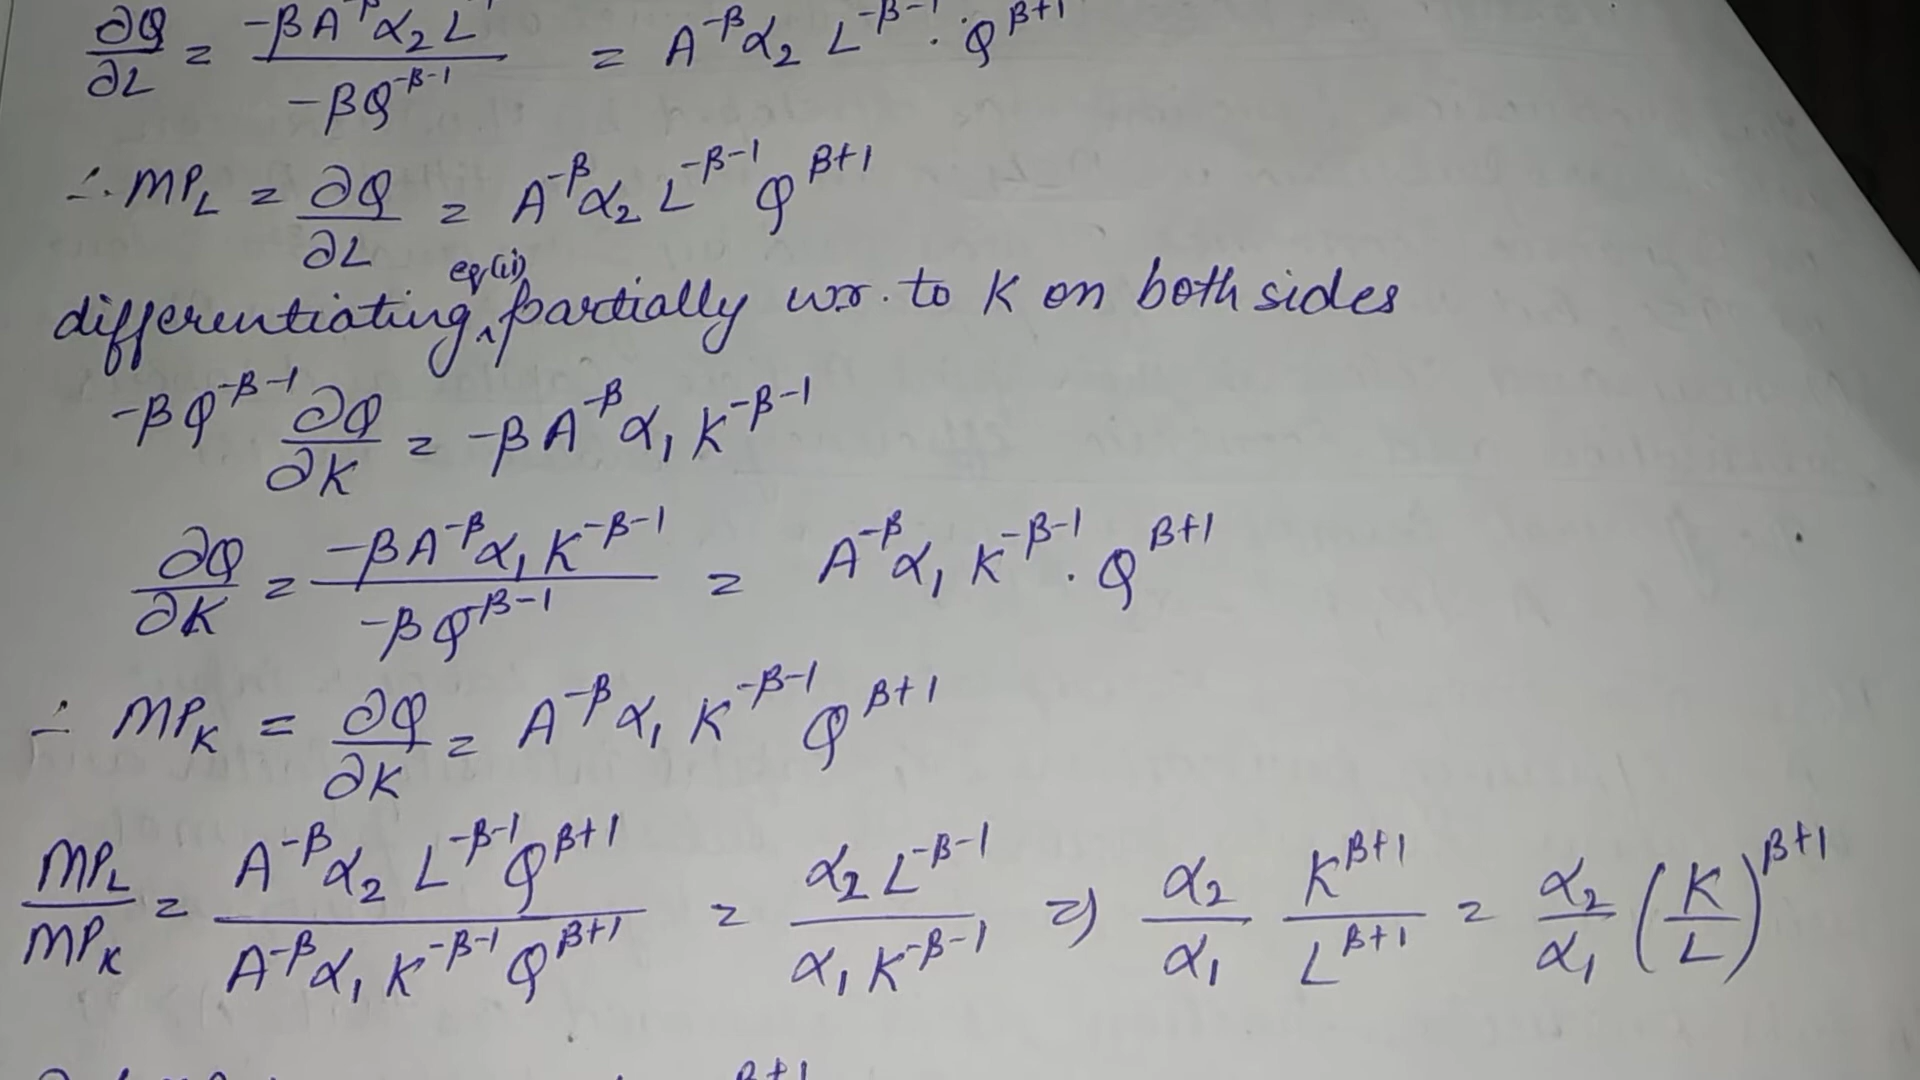 ∂Q/∂L = -βA^-β α₂ L / -βQ^-β-1 = A^-β α₂ L^-β-1 . Q^β+1
∴ MP_L = ∂Q/∂L = A^-β α₂ L^-β-1 Q^β+1
differentiating ^ eq(ii) partially wr. to K on both sides
-βQ^-β-1 ∂Q/∂K = -βA^-β α₁ K^-β-1
∂Q/∂K = -βA^-β α₁ K^-β-1 / -βQ^-β-1 = A^-β α₁ K^-β-1 . Q^β+1
∴ MP_K = ∂Q/∂K = A^-β α₁ K^-β-1 Q^β+1
MP_L/MP_K = A^-β α₂ L^-β-1 Q^β+1 / A^-β α₁ K^-β-1 Q^β+1 = α₂ L^-β-1 / α₁ K^-β-1 ⇒ α₂/α₁ K^β+1/L^β+1 = α₂/α₁ (K/L)^β+1
β+1